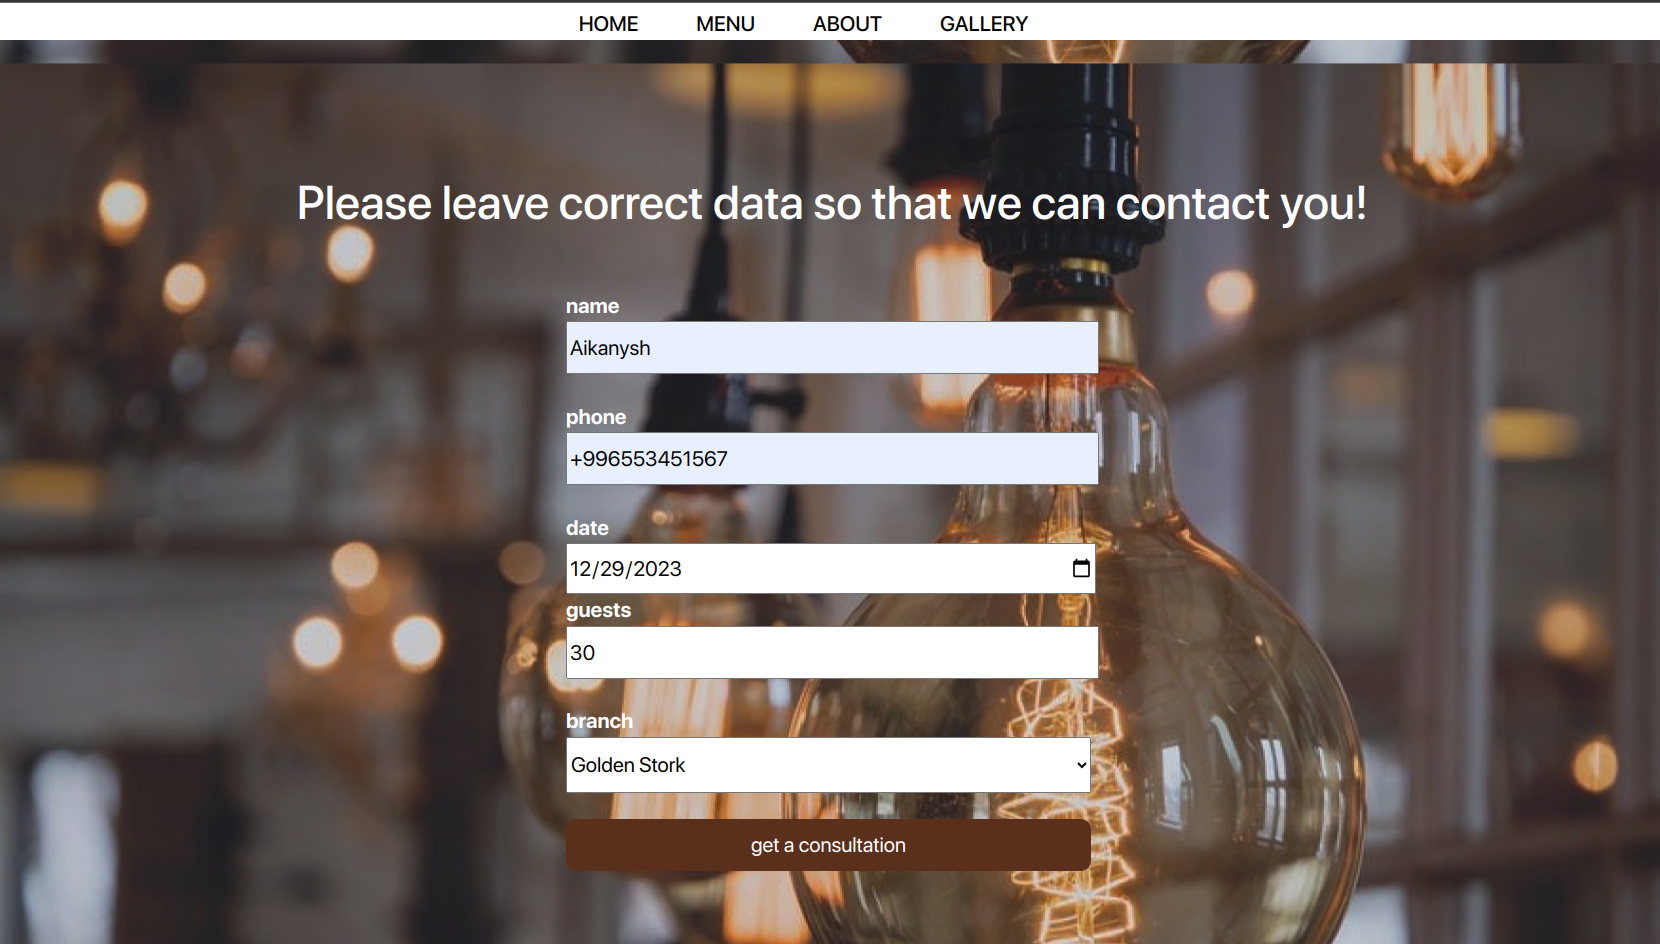 HOME MENU ABOUT GALLERY
Please leave correct data so that we can contact you!
name
Aikanysh
phone
+996553451567
date
12/29/2023
guests
30
branch
Golden Stork
get a consultation